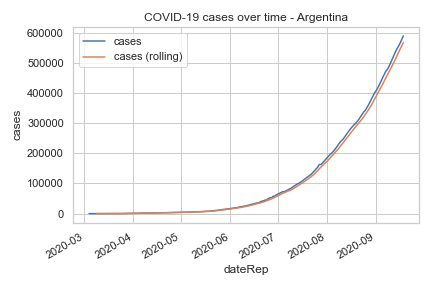 COVID-19 cases over time - Argentina
cases
cases (rolling)
600000
500000
400000
300000
200000
100000
0
cases
2020-03
2020-04
2020-05
2020-06
2020-07
2020-08
2020-09
dateRep